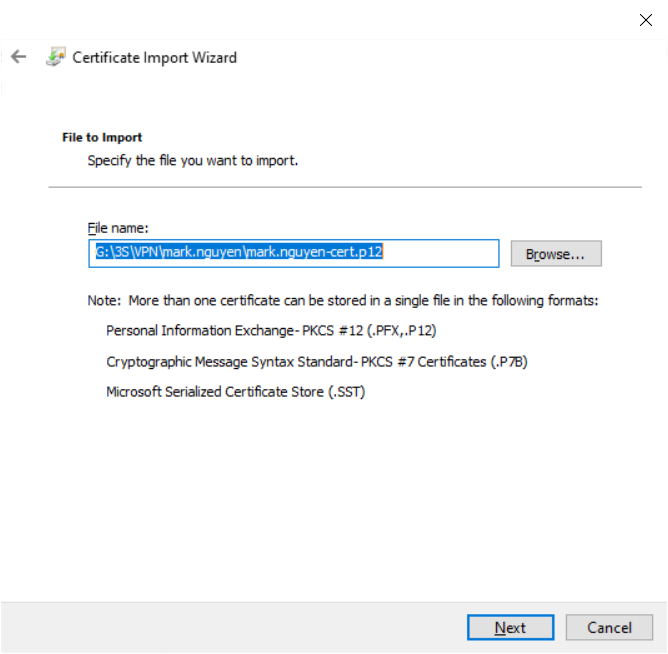 Certificate Import Wizard
File to Import
Specify the file you want to import.
File name:
G:\3S\VPN\mark.nguyen\mark.nguyen-cert.p12
Browse...
Note: More than one certificate can be stored in a single file in the following formats:
Personal Information Exchange- PKCS #12 (.PFX,.P12)
Cryptographic Message Syntax Standard- PKCS #7 Certificates (.P7B)
Microsoft Serialized Certificate Store (.SST)
Next
Cancel